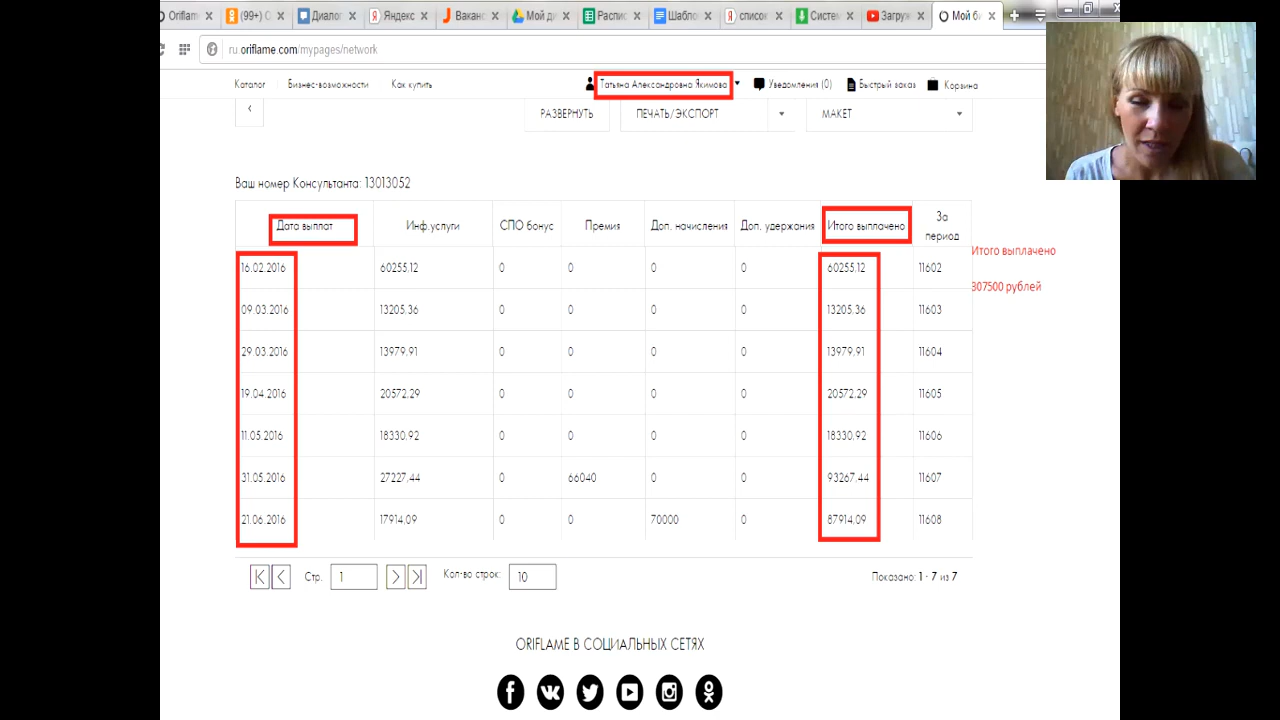 Oriflam
(99+) О
Диалог
Яндекс
Вакан
Мой ди
Распис
Шабло
список
Систем
Загруж
Мой би
ru.oriflame.com/mypages/network
Каталог Бизнес-возможности Как купить Татьяна Александровна Якимова Уведомления (0) Быстрый заказ Корзина
РАЗВЕРНУТЬ ПЕЧАТЬ/ЭКСПОРТ МАКЕТ
Ваш номер Консультанта: 13013052
Дата выплат Инф.услуги СПО бонус Премия Доп. начисления Доп. удержания Итого выплачено За период
16.02.2016 60255,12 0 0 0 0 60255,12 11602
09.03.2016 13205,36 0 0 0 0 13205,36 11603
29.03.2016 13979,91 0 0 0 0 13979,91 11604
19.04.2016 20572,29 0 0 0 0 20572,29 11605
11.05.2016 18330,92 0 0 0 0 18330,92 11606
31.05.2016 27227,44 0 66040 0 0 93267,44 11607
21.06.2016 17914,09 0 0 70000 0 87914,09 11608
Итого выплачено
307500 рублей
Стр. 1 Кол-во строк: 10 Показано: 1 - 7 из 7
ORIFLAME В СОЦИАЛЬНЫХ СЕТЯХ